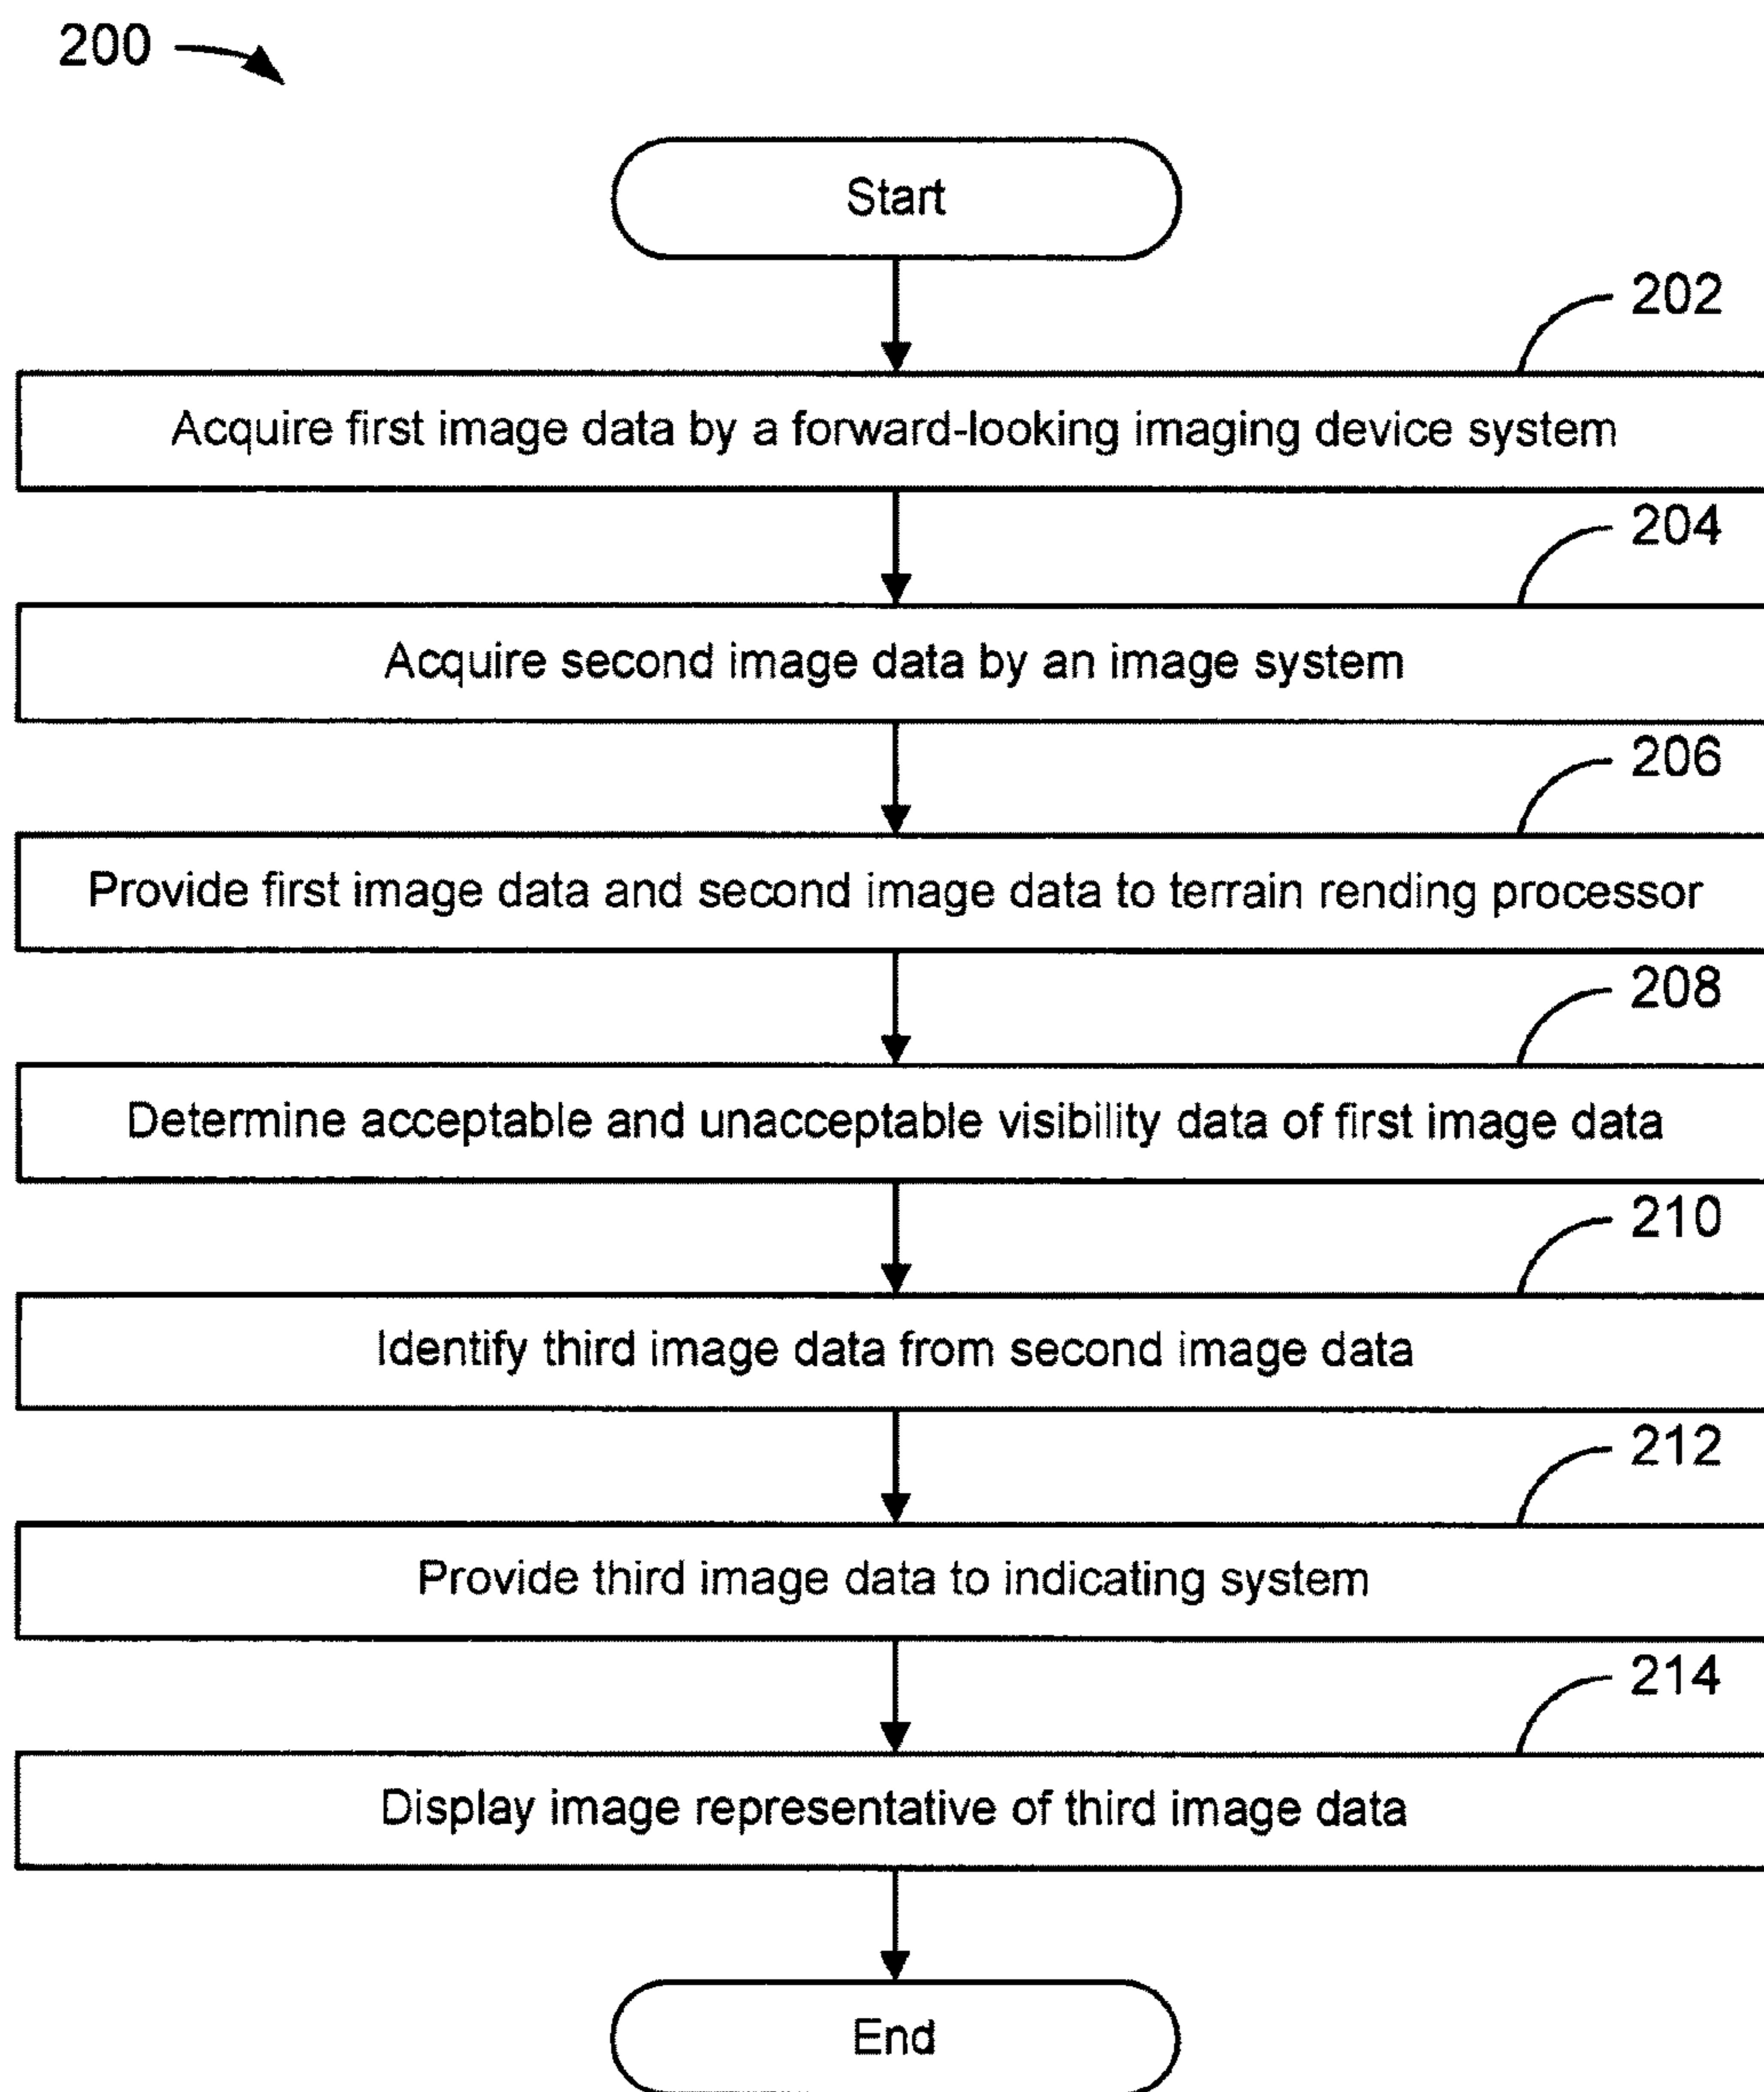 200
Start
202
Acquire first image data by a forward-looking imaging device system
204
Acquire second image data by an image system
206
Provide first image data and second image data to terrain rending processor
208
Determine acceptable and unacceptable visibility data of first image data
210
Identify third image data from second image data
212
Provide third image data to indicating system
214
Display image representative of third image data
End